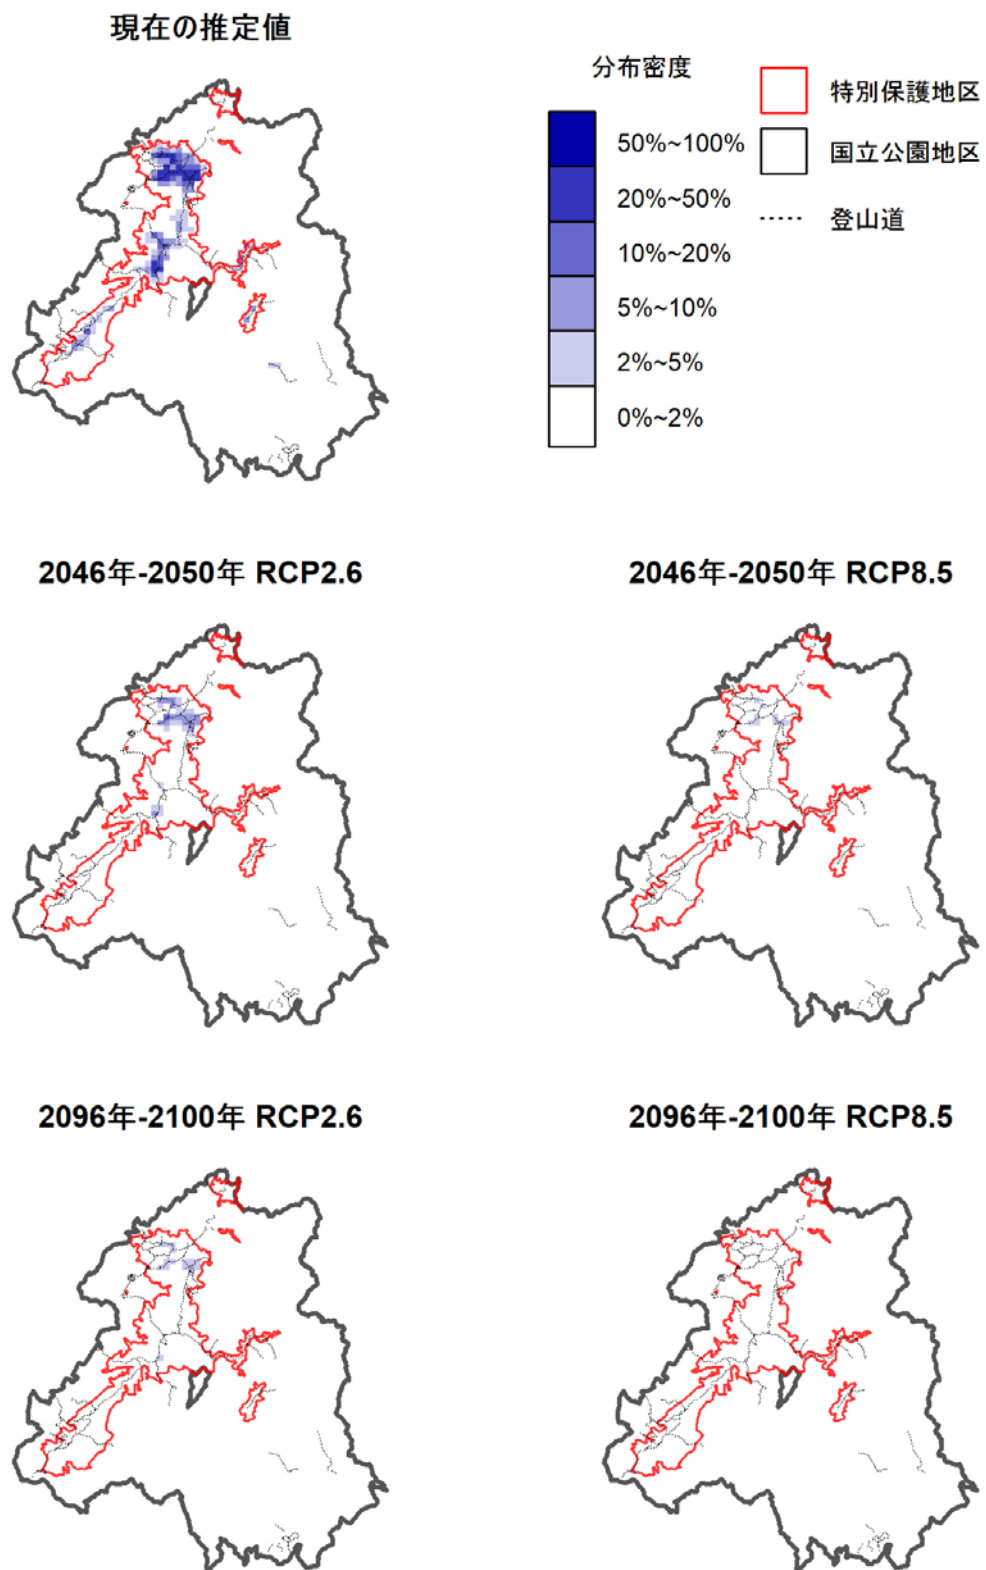 現在の推定値
分布密度
50%~100%
20%~50%
10%~20%
5%~10%
2%~5%
0%~2%
特別保護地区
国立公園地区
登山道
2046年-2050年 RCP2.6
2046年-2050年 RCP8.5
2096年-2100年 RCP2.6
2096年-2100年 RCP8.5